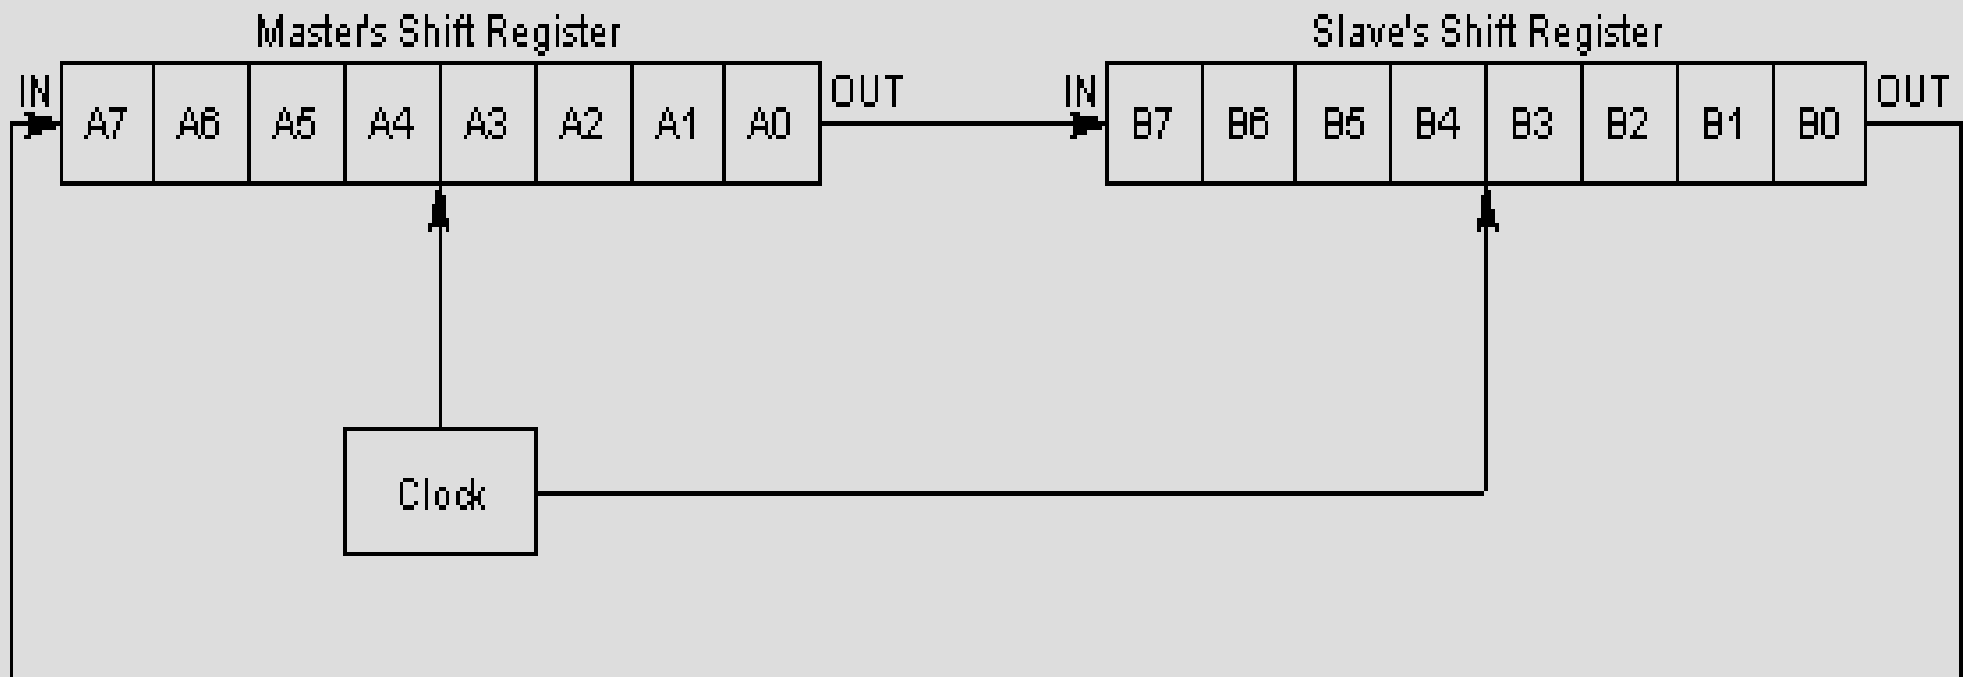 Master's Shift Register
Slave's Shift Register
IN A7 A6 A5 A4 A3 A2 A1 A0 OUT
IN B7 B6 B5 B4 B3 B2 B1 B0 OUT
Clock